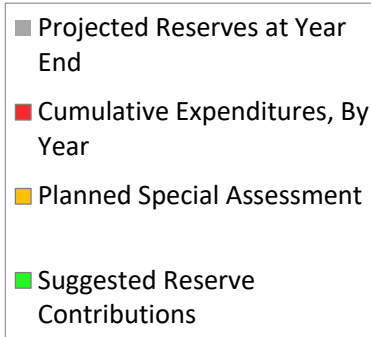 Projected Reserves at Year
End
Cumulative Expenditures, By
Year
Planned Special Assessment
Suggested Reserve
Contributions